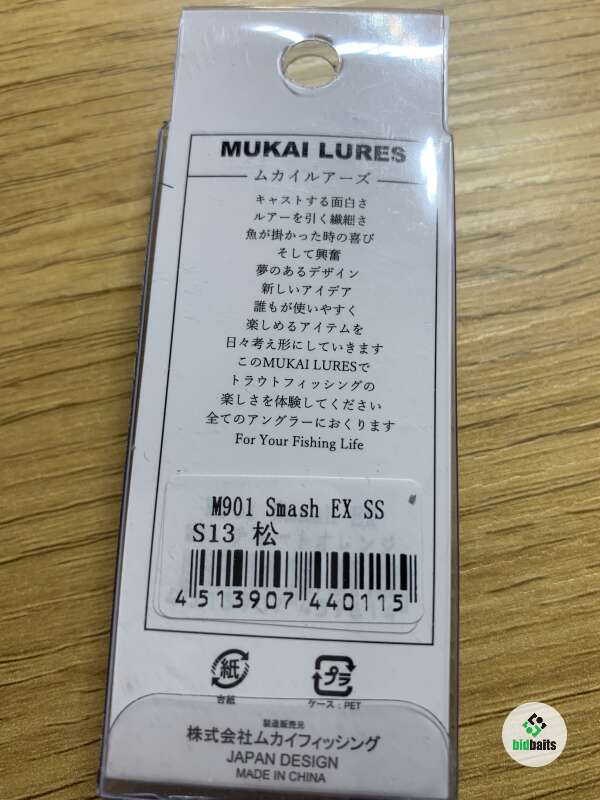 MUKAI LURES
ムカイルアーズ
キャストする面白さ
ルアーを引く繊細さ
魚が掛かった時の喜び
そして興奮
夢のあるデザイン
新しいアイデア
誰もが使いやすく
楽しめるアイテムを
日々考え形にしていきます
このMUKAI LURESで
トラウトフィッシングの
楽しさを体験してください
全てのアングラーにおくります
For Your Fishing Life
M901 Smash EX SS
S13 松
4 513907 440115
紙 プラ
台紙 ケース:PET
製造販売元
株式会社ムカイフィッシング
JAPAN DESIGN
MADE IN CHINA
bidbaits